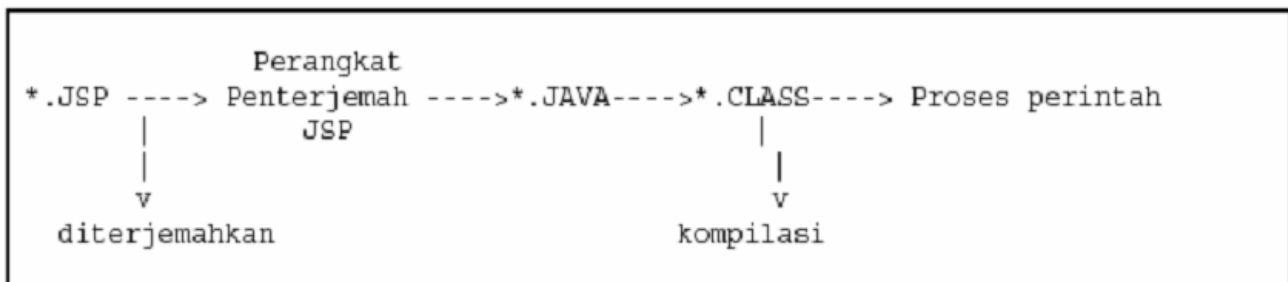 Perangkat
*.JSP ----> Penterjemah ---->*.JAVA---->*.CLASS----> Proses perintah
| JSP |
| |
v v
diterjemahkan kompilasi